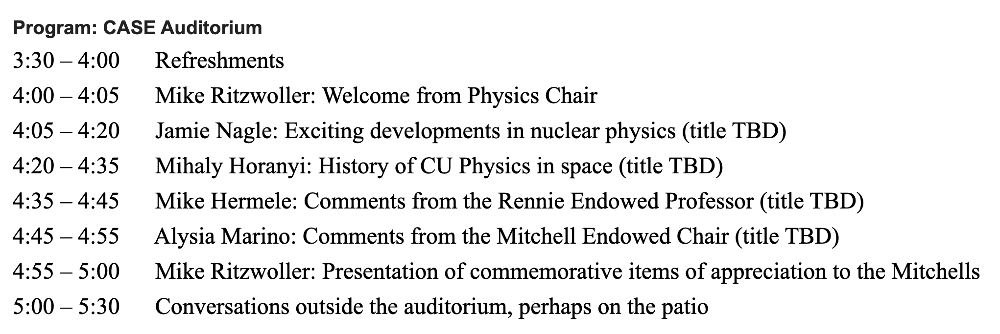 Program: CASE Auditorium
3:30 – 4:00 Refreshments
4:00 – 4:05 Mike Ritzwoller: Welcome from Physics Chair
4:05 – 4:20 Jamie Nagle: Exciting developments in nuclear physics (title TBD)
4:20 – 4:35 Mihaly Horanyi: History of CU Physics in space (title TBD)
4:35 – 4:45 Mike Hermele: Comments from the Rennie Endowed Professor (title TBD)
4:45 – 4:55 Alysia Marino: Comments from the Mitchell Endowed Chair (title TBD)
4:55 – 5:00 Mike Ritzwoller: Presentation of commemorative items of appreciation to the Mitchells
5:00 – 5:30 Conversations outside the auditorium, perhaps on the patio